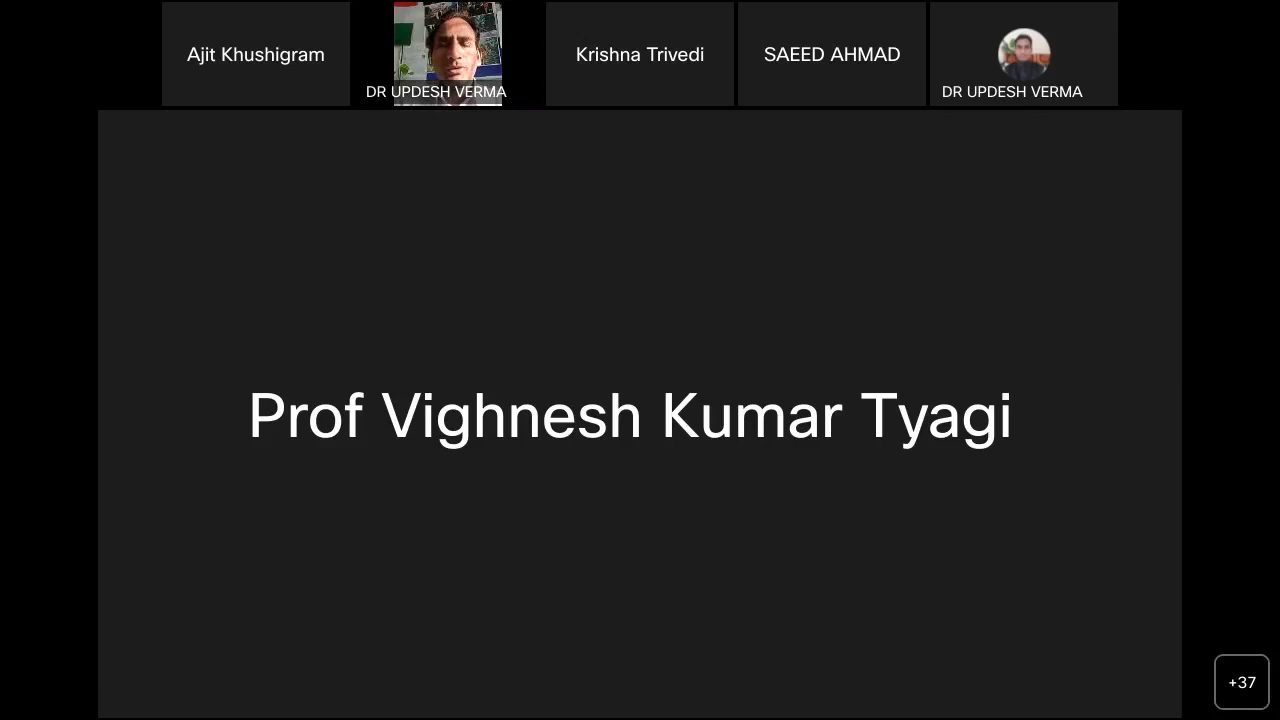 Ajit Khushigram
DR UPDESH VERMA
Krishna Trivedi
SAEED AHMAD
DR UPDESH VERMA
Prof Vighnesh Kumar Tyagi
+37